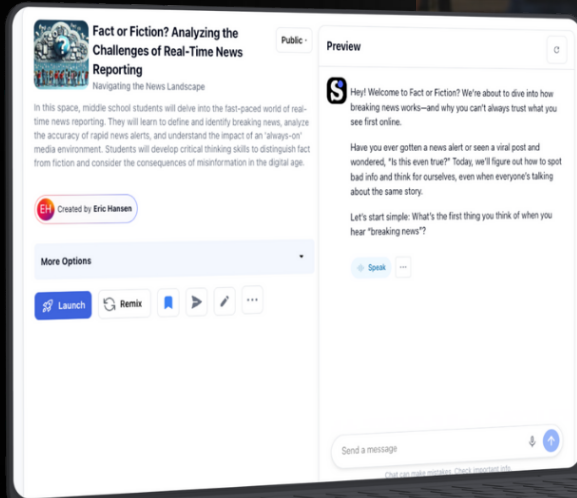 Fact or Fiction? Analyzing the
Challenges of Real-Time News
Reporting
Public
Navigating the News Landscape
In this space, middle school students will delve into the fast-paced world of real-
time news reporting. They will learn to define and identify breaking news, analyze
the accuracy of rapid news alerts, and understand the impact of an 'always-on'
media environment. Students will develop critical thinking skills to distinguish fact
from fiction and consider the consequences of misinformation in the digital age.
EH Created by Eric Hansen
More Options
Launch
Remix
Preview
Hey! Welcome to Fact or Fiction? We're about to dive into how
breaking news works—and why you can't always trust what you
see first online.
Have you ever gotten a news alert or seen a viral post and
wondered, "Is this even true?" Today, we'll figure out how to spot
bad info and think for ourselves, even when everyone's talking
about the same story.
Let's start simple: What's the first thing you think of when you
hear "breaking news"?
Speak
Send a message
Chat can make mistakes. Check important info.